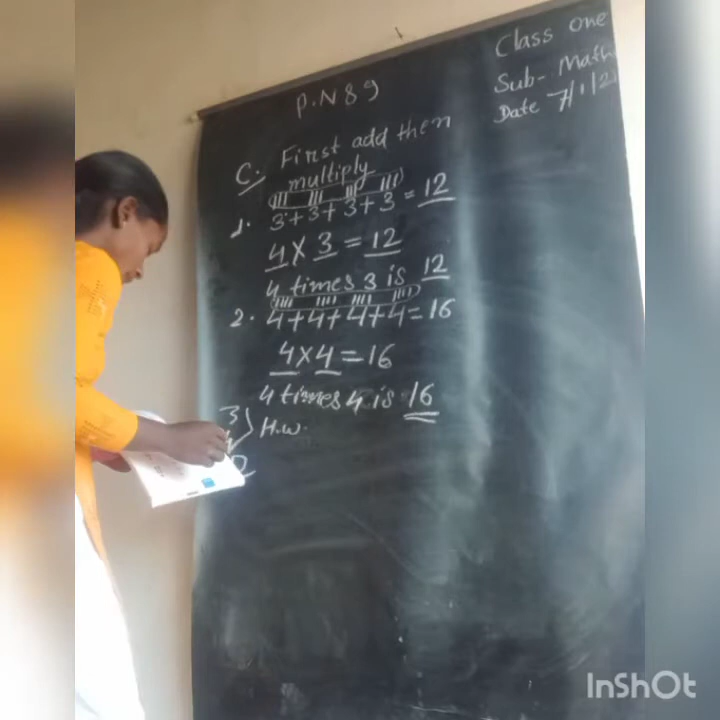 P.N 89
Class one
Sub- Math
Date 7/1/2
C. First add then
multiply
1. 3+3+3+3 = 12
4 × 3 = 12
4 times 3 is 12
2. 4+4+4+4=16
4×4=16
4 times 4 is 16
3
H.w.
InShOt